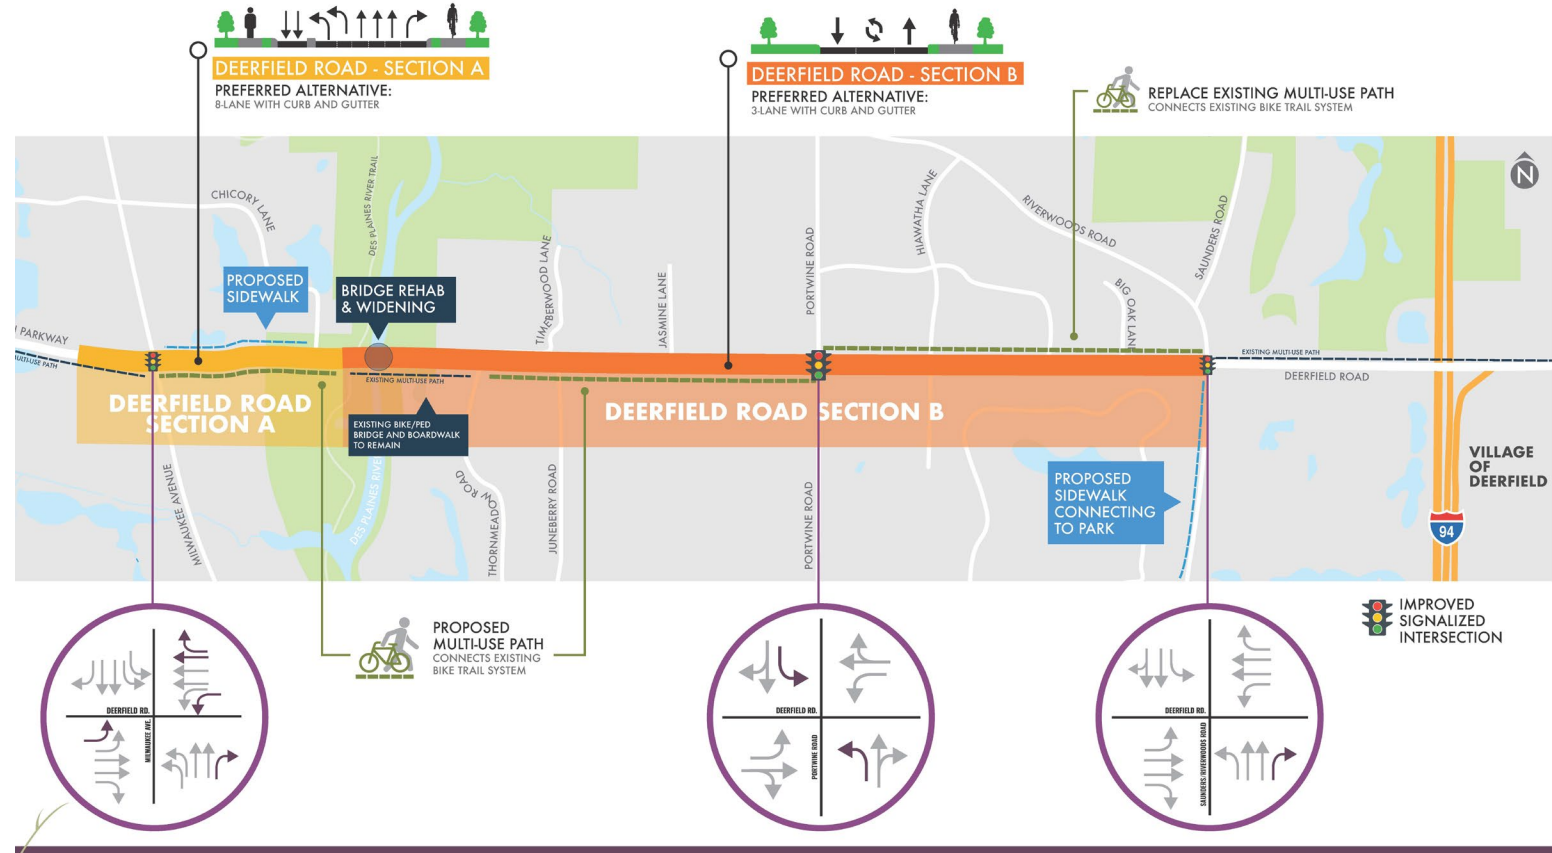 DEERFIELD ROAD - SECTION A
PREFERRED ALTERNATIVE:
8-LANE WITH CURB AND GUTTER
DEERFIELD ROAD - SECTION B
PREFERRED ALTERNATIVE:
3-LANE WITH CURB AND GUTTER
REPLACE EXISTING MULTI-USE PATH
CONNECTS EXISTING BIKE TRAIL SYSTEM
N
CHICORY LANE
DES PLAINES RIVER TRAIL
TIMBERWOOD LANE
JASMINE LANE
PORTWINE ROAD
HIAWATHA LANE
RIVERWOODS ROAD
SAUNDERS ROAD
BIG OAK LANE
PROPOSED
SIDEWALK
BRIDGE REHAB
& WIDENING
PARKWAY
MULTI-USE PATH
EXISTING MULTI-USE PATH
EXISTING MULTI-USE PATH
DEERFIELD ROAD
DEERFIELD ROAD
SECTION A
EXISTING BIKE/PED
BRIDGE AND BOARDWALK
TO REMAIN
DEERFIELD ROAD SECTION B
MILWAUKEE AVENUE
DES PLAINES RIVER
THORNMEADOW ROAD
JUNEBERRY ROAD
PORTWINE ROAD
PROPOSED
SIDEWALK
CONNECTING
TO PARK
VILLAGE
OF
DEERFIELD
94
PROPOSED
MULTI-USE PATH
CONNECTS EXISTING
BIKE TRAIL SYSTEM
IMPROVED
SIGNALIZED
INTERSECTION
DEERFIELD RD.
MILWAUKEE AVE.
DEERFIELD RD.
PORTWINE ROAD
DEERFIELD RD.
SAUNDERS/RIVERWOODS ROAD